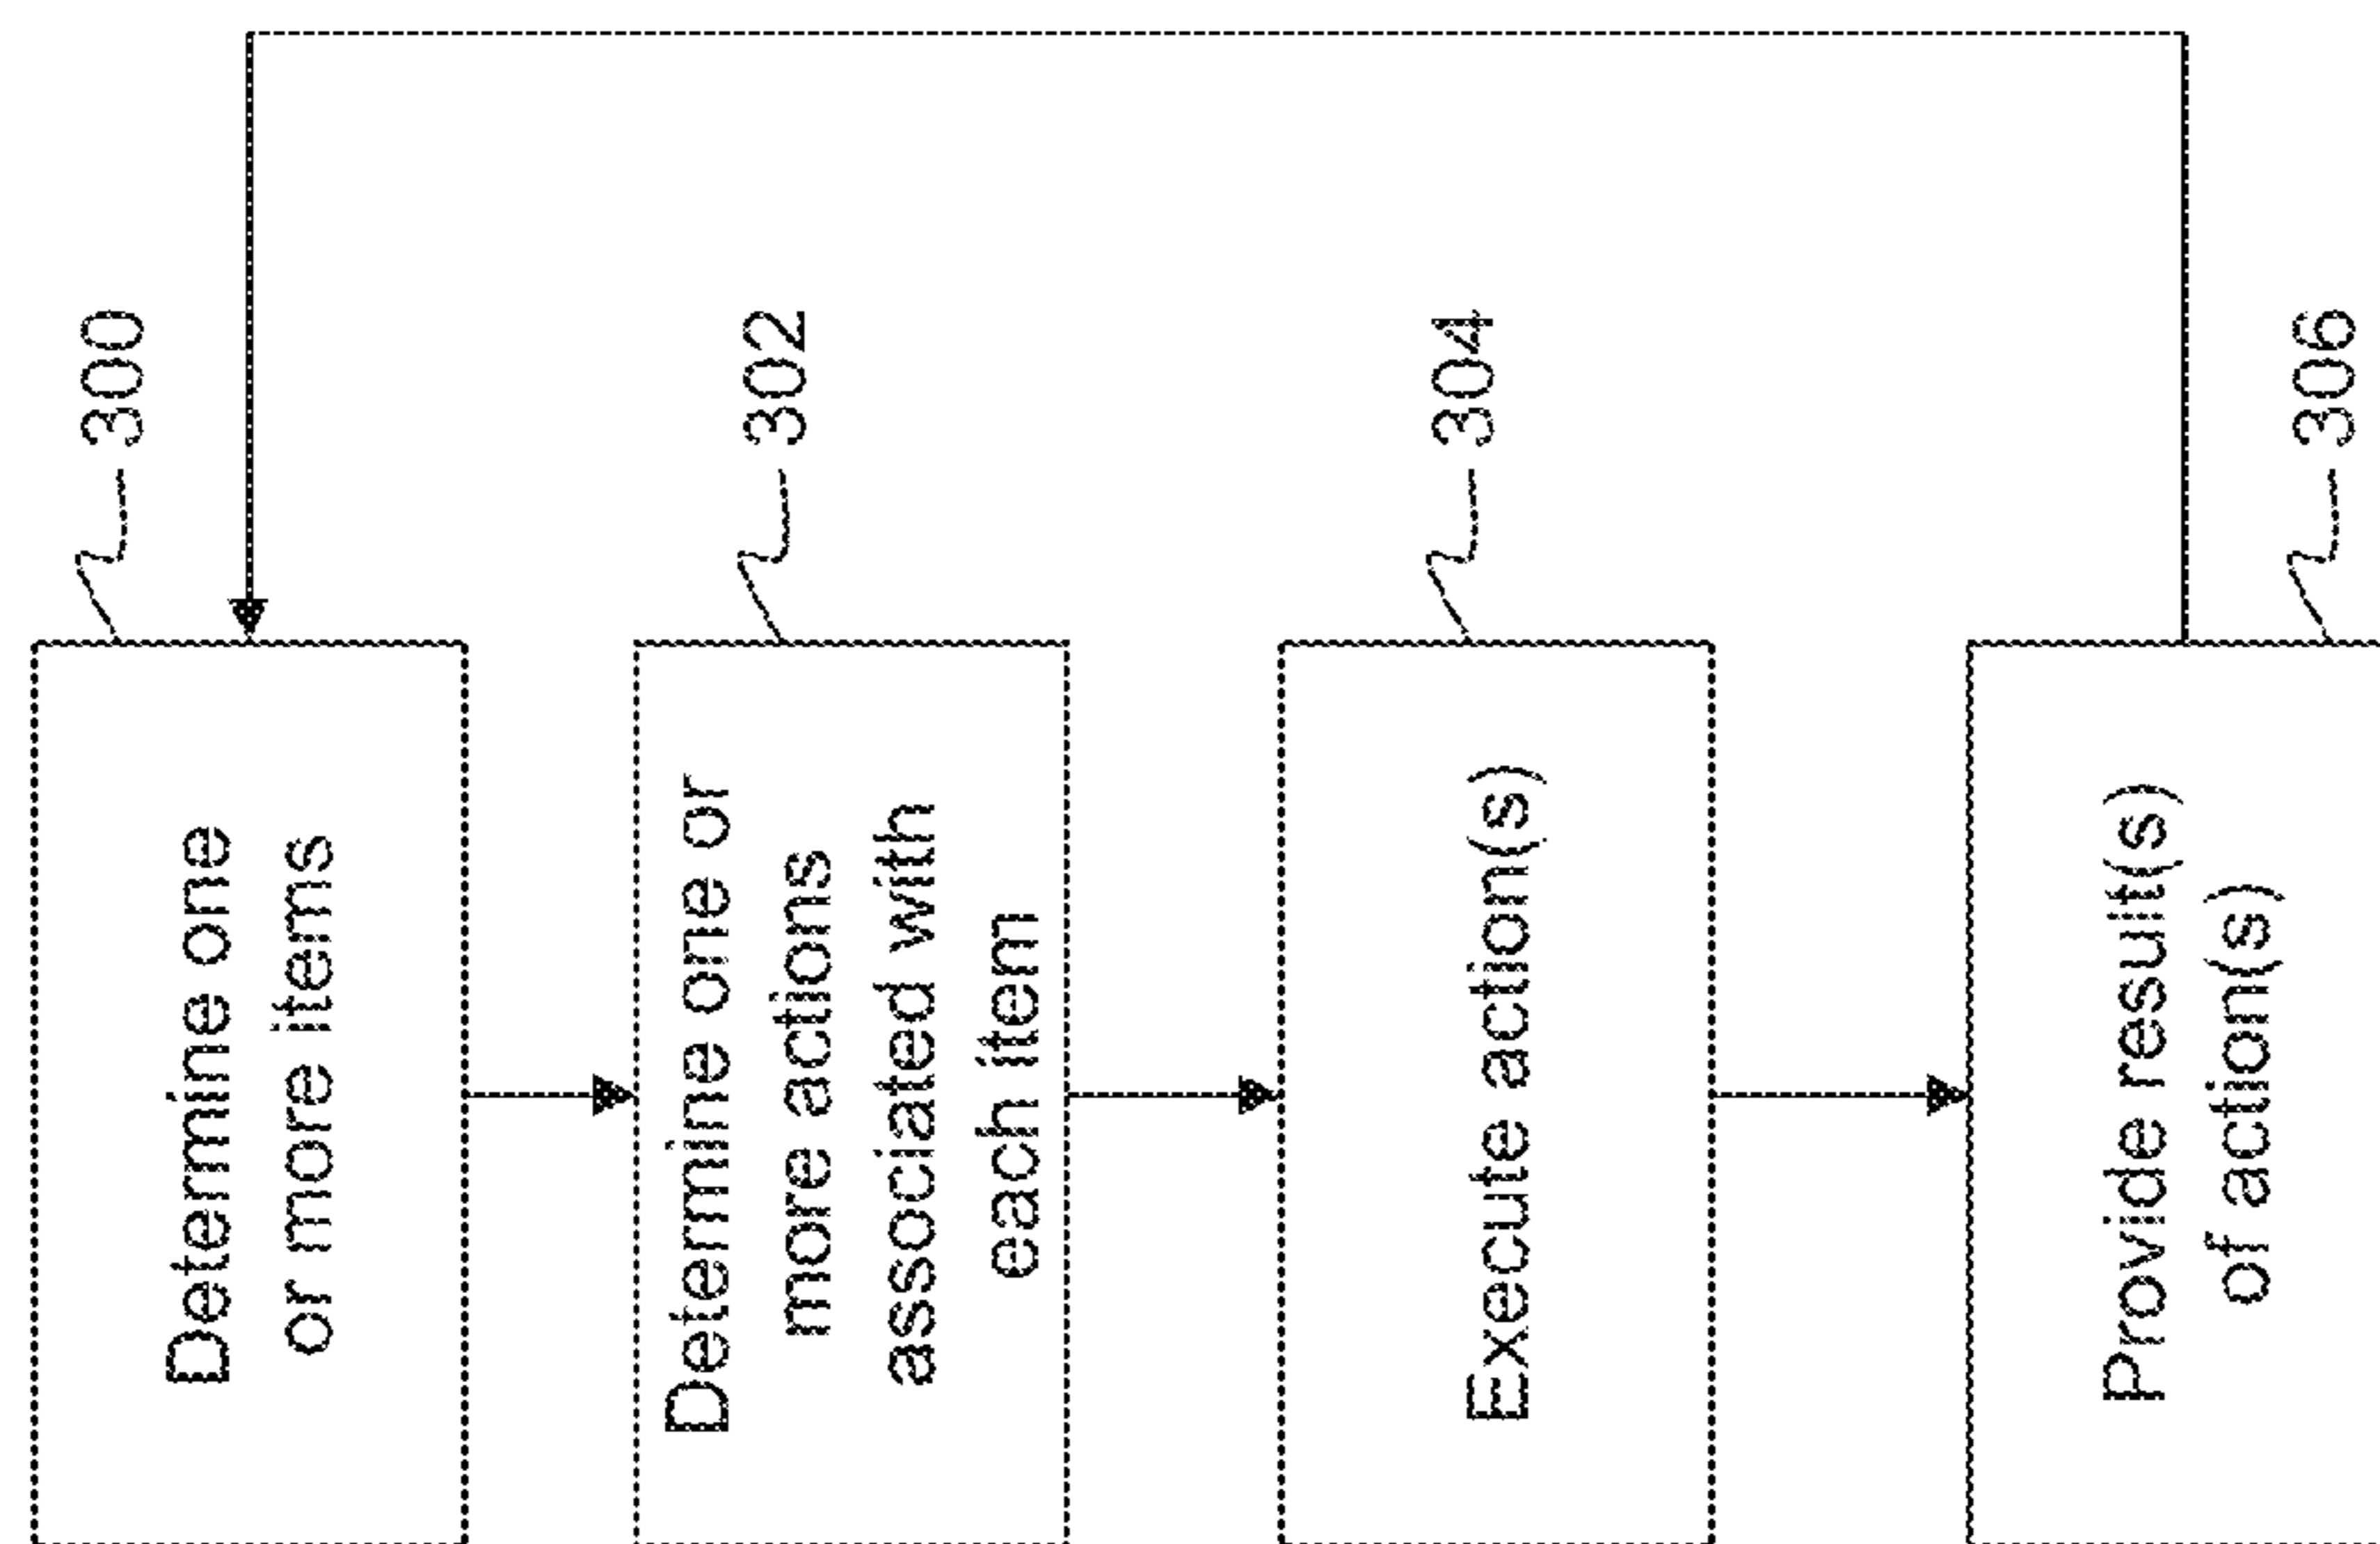 Determine one
or more items
300
Determine one or
more actions
associated with
each item
302
Execute action(s)
304
Provide result(s)
of action(s)
306